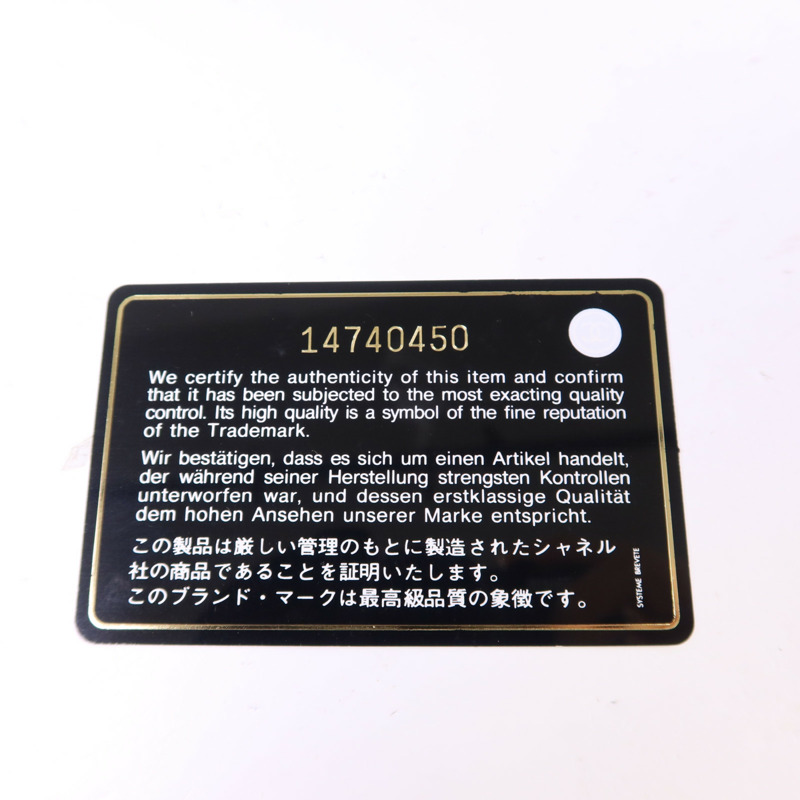 14740450
We certify the authenticity of this item and confirm
that it has been subjected to the most exacting quality
control. Its high quality is a symbol of the fine reputation
of the Trademark.
Wir bestätigen, dass es sich um einen Artikel handelt,
der während seiner Herstellung strengsten Kontrollen
unterworfen war, und dessen erstklassige Qualität
dem hohen Ansehen unserer Marke entspricht.
この製品は厳しい管理のもとに製造されたシャネル
社の商品であることを証明いたします。
このブランド・マークは最高級品質の象徴です。
SYSTEME BREVETE